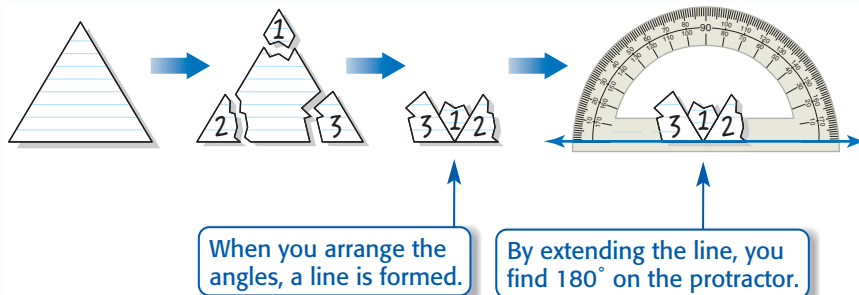 1
2
3
3 1 2
90
3 1 2
When you arrange the
angles, a line is formed.
By extending the line, you
find 180° on the protractor.